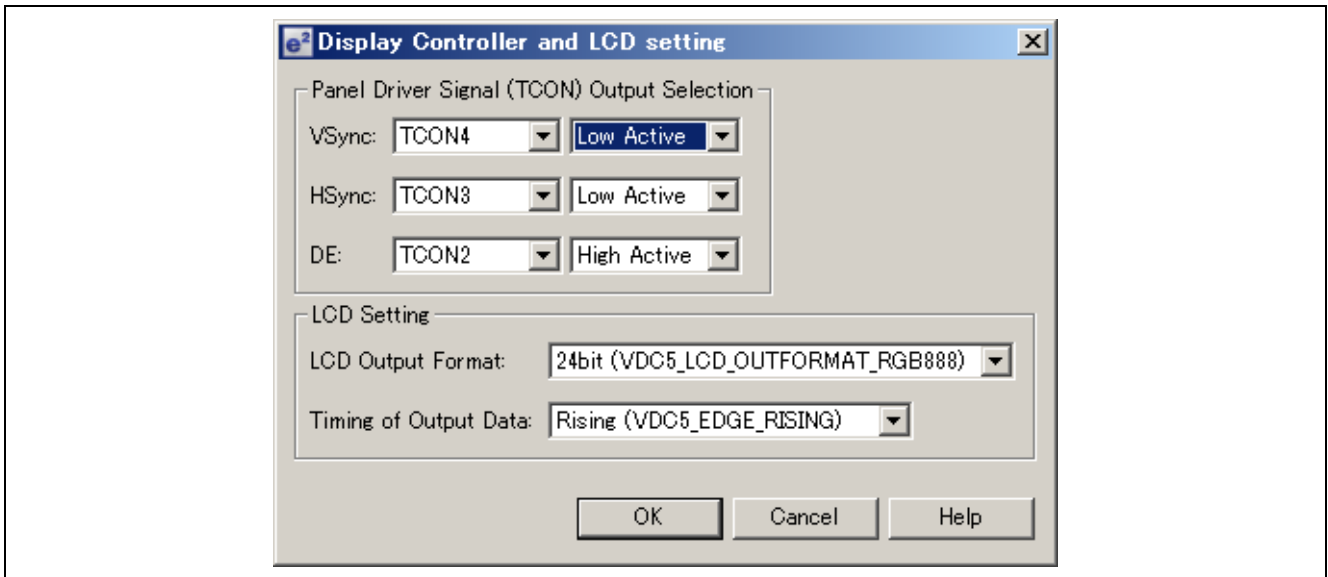 e² Display Controller and LCD setting
Panel Driver Signal (TCON) Output Selection
VSync: TCON4 Low Active
HSync: TCON3 Low Active
DE: TCON2 High Active
LCD Setting
LCD Output Format: 24bit (VDC5_LCD_OUTFORMAT_RGB888)
Timing of Output Data: Rising (VDC5_EDGE_RISING)
OK Cancel Help